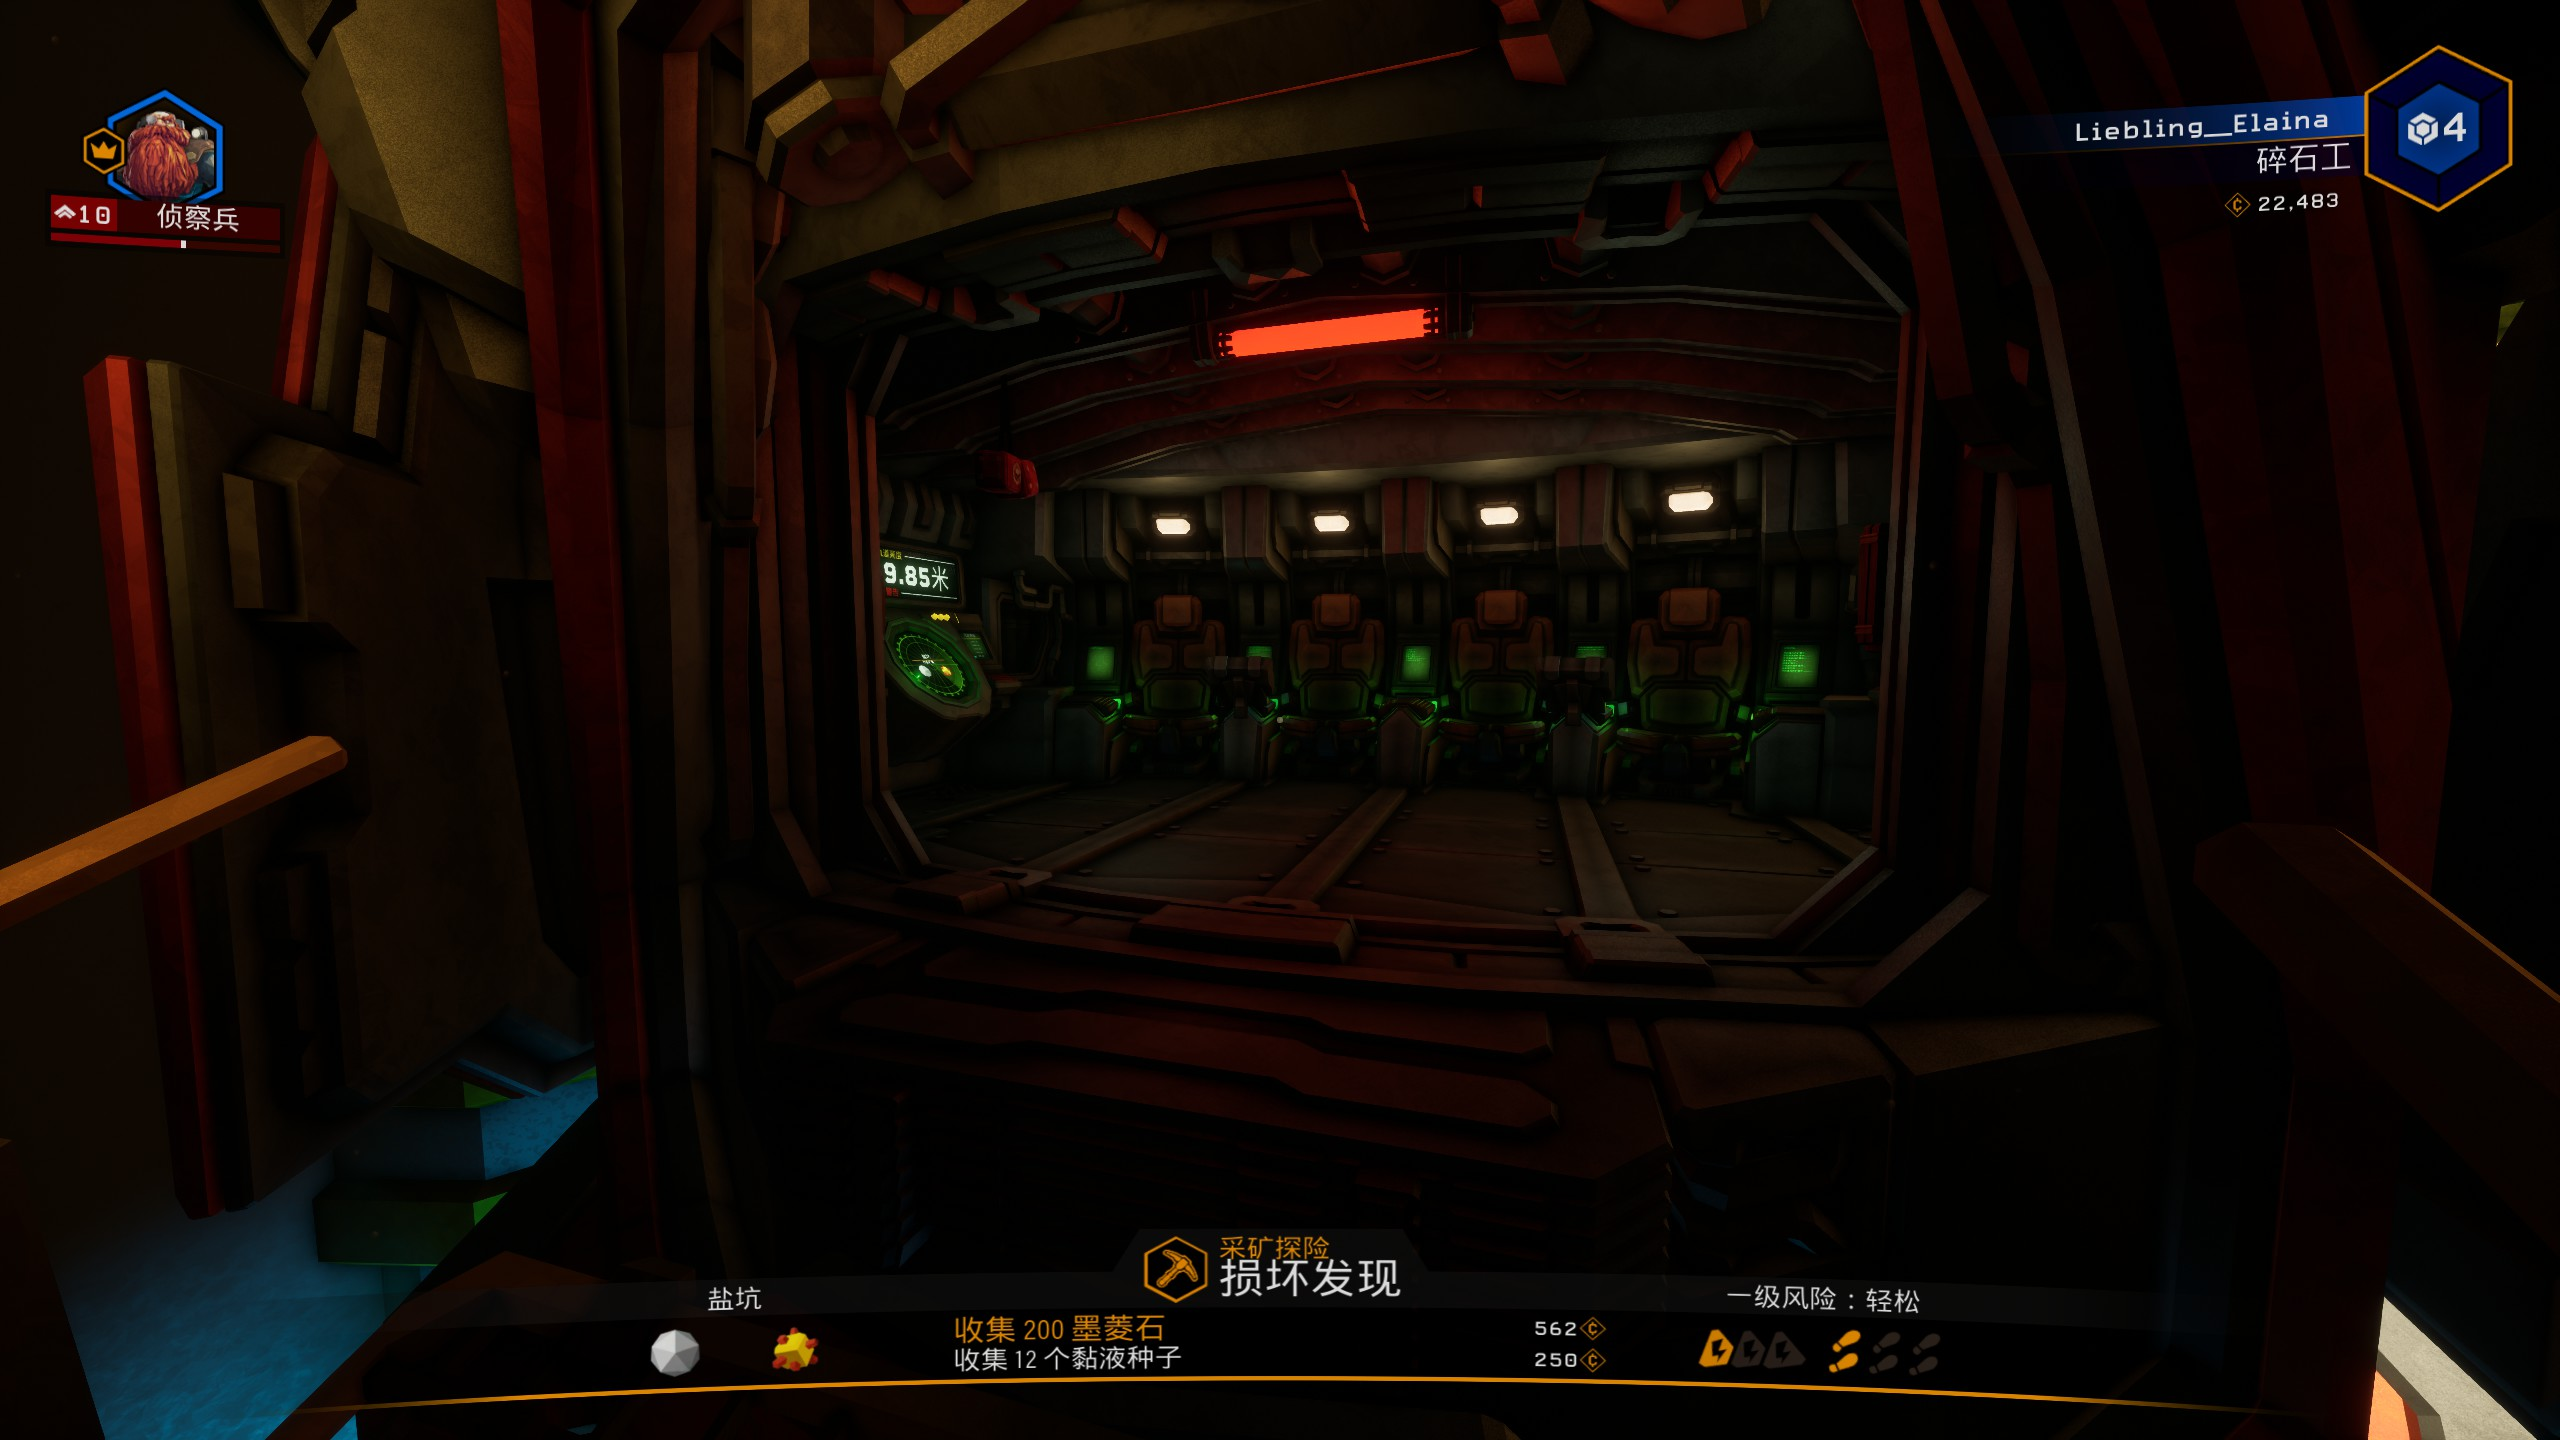 10 侦察兵
Liebling__Elaina
4
碎石工
22,483
9.85米
采矿探险
损坏发现
盐坑
收集 200 墨菱石
562
收集 12 个黏液种子
250
一级风险：轻松